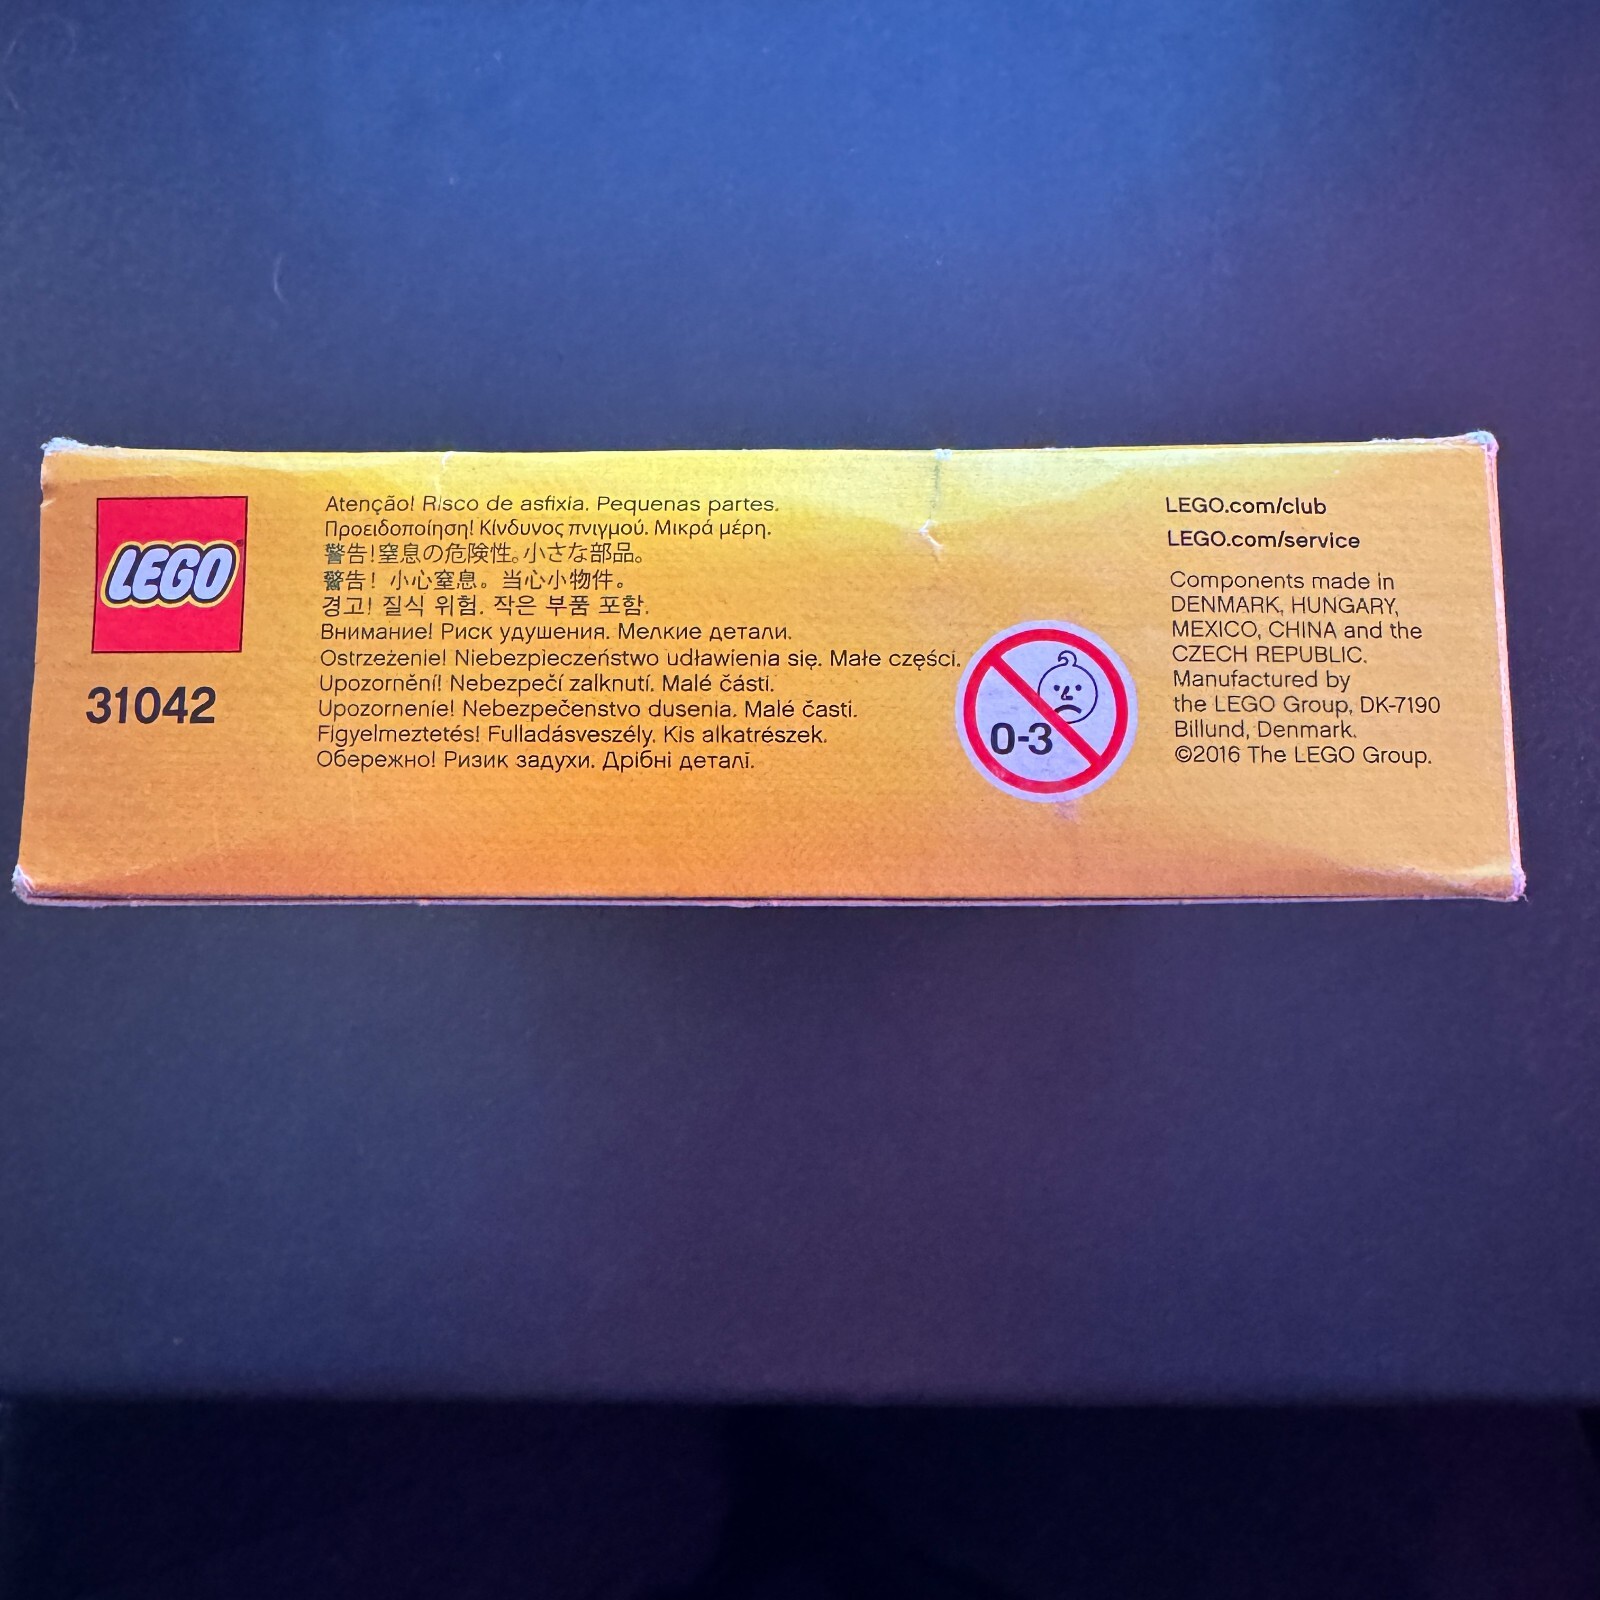 LEGO
31042
Atenção! Risco de asfixia. Pequenas partes.
Προειδοποίηση! Κίνδυνος πνιγμού. Μικρά μέρη.
警告!窒息の危険性。小さな部品。
警告！小心窒息。当心小物件。
경고! 질식 위험. 작은 부품 포함.
Внимание! Риск удушения. Мелкие детали.
Ostrzeżenie! Niebezpieczeństwo udławienia się. Małe części.
Upozornění! Nebezpečí zalknutí. Malé části.
Upozornenie! Nebezpečenstvo dusenia. Malé časti.
Figyelmeztetés! Fulladásveszély. Kis alkatrészek.
Обережно! Ризик задухи. Дрібні деталі.
0-3
LEGO.com/club
LEGO.com/service
Components made in
DENMARK, HUNGARY,
MEXICO, CHINA and the
CZECH REPUBLIC.
Manufactured by
the LEGO Group, DK-7190
Billund, Denmark.
©2016 The LEGO Group.